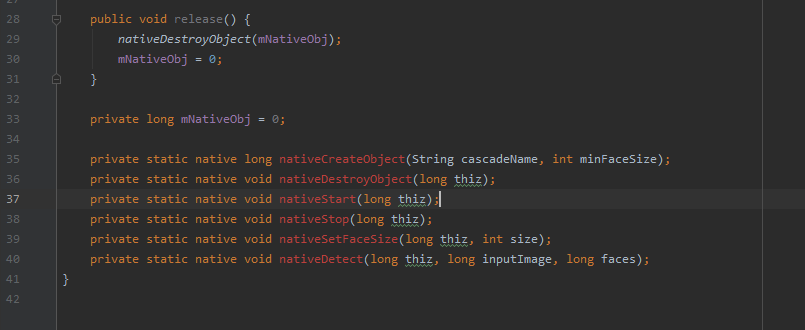 27
28 public void release() {
29 nativeDestroyObject(mNativeObj);
30 mNativeObj = 0;
31 }
32
33 private long mNativeObj = 0;
34
35 private static native long nativeCreateObject(String cascadeName, int minFaceSize);
36 private static native void nativeDestroyObject(long thiz);
37 private static native void nativeStart(long thiz);
38 private static native void nativeStop(long thiz);
39 private static native void nativeSetFaceSize(long thiz, int size);
40 private static native void nativeDetect(long thiz, long inputImage, long faces);
41 }
42